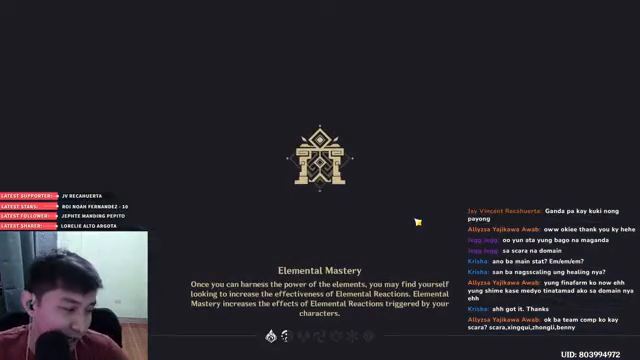 LATEST SUPPORTER: JV RECAHUERTA
LATEST STARS: ROI NOAH FERNANDEZ - 10
LATEST FOLLOWER: JEPHTE MANDING PEPITO
LATEST SHARER: LORELIE ALTO ARGOTA
Elemental Mastery
Once you can harness the power of the elements, you may find yourself
looking to increase the effectiveness of Elemental Reactions. Elemental
Mastery increases the effects of Elemental Reactions triggered by your
characters.
Jay Vincent Recahuerta: Ganda pa kay kuki nong
payong
Allyzsa Yajikawa Awab: oww okiee thank you ky hehe
Jegg Jegg: oo yun ata yung bago na maganda
Jegg Jegg: sa scara na domain
Krisha: ano ba main stat? Em/em/em?
Krisha: san ba nagsscaling ung healing nya?
Allyzsa Yajikawa Awab: yung finafarm ko now ehh
yung shime kase medyo tinatamad ako sa domain nya
ehh
Krisha: ahh got it. Thanks
Allyzsa Yajikawa Awab: ok ba team comp ko kay
scara? scara,xingqui,zhongli,benny
UID: 803994972